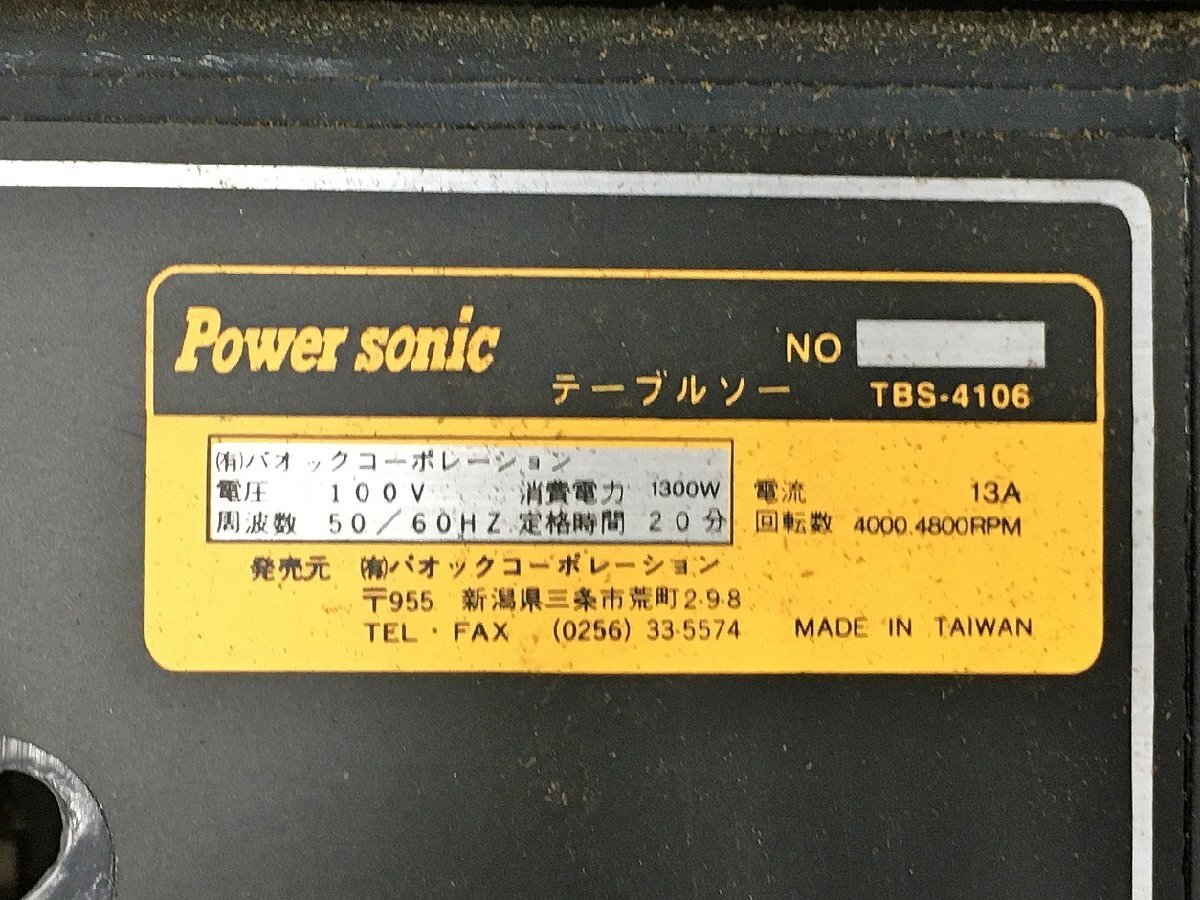 Power sonic
NO
テーブルソー TBS-4106
㈲バオックコーポレーション
電圧 100V 消費電力 1300W 電流 13A
周波数 50/60HZ 定格時間 20分 回転数 4000.4800RPM
発売元 ㈲バオックコーポレーション
〒955 新潟県三条市荒町2-9-8
TEL・FAX (0256) 33-5574 MADE IN TAIWAN